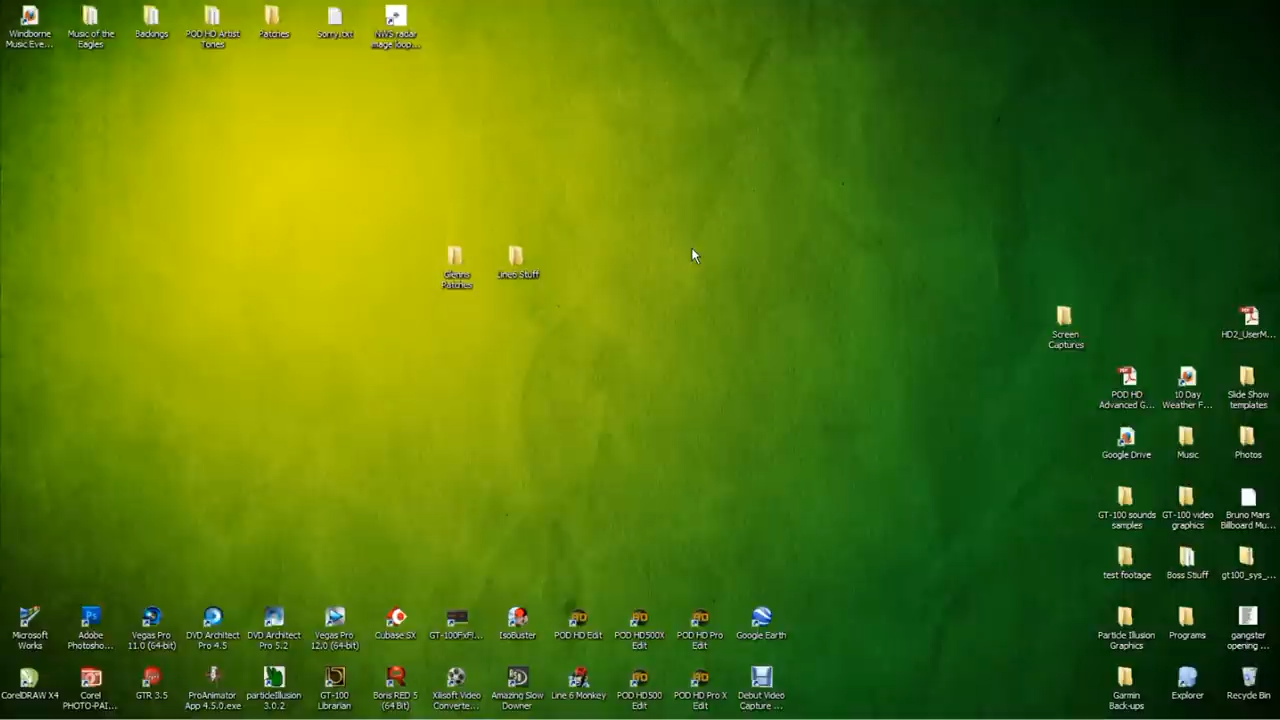 Windborne
Music Eve...
Music of the
Eagles
Backings
POD HD Artist
Tones
Patches
Sorry.txt
NWS radar
image loop...
Glenns
Patches
Line6 Stuff
Screen
Captures
HD2_UserM...
POD HD
Advanced G...
10 Day
Weather F...
Slide Show
templates
Google Drive
Music
Photos
GT-100 sounds
samples
GT-100 video
graphics
Bruno Mars
Billboard Mu...
test footage
Boss Stuff
gt100_sys_...
Microsoft
Works
Adobe
Photosho...
Vegas Pro
11.0 (64-bit)
DVD Architect
Pro 4.5
DVD Architect
Pro 5.2
Vegas Pro
12.0 (64-bit)
Cubase SX
GT-100FxFl...
IsoBuster
POD HD Edit
POD HD500X
Edit
POD HD Pro
Edit
Google Earth
Particle Illusion
Graphics
Programs
gangster
opening ...
CorelDRAW X4
Corel
PHOTO-PAI...
GTR 3.5
ProAnimator
App 4.5.0.exe
particleIllusion
3.0.2
GT-100
Librarian
Boris RED 5
(64 Bit)
Xilisoft Video
Converte...
Amazing Slow
Downer
Line 6 Monkey
POD HD500
Edit
POD HD Pro X
Edit
Debut Video
Capture ...
Garmin
Back-ups
Explorer
Recycle Bin